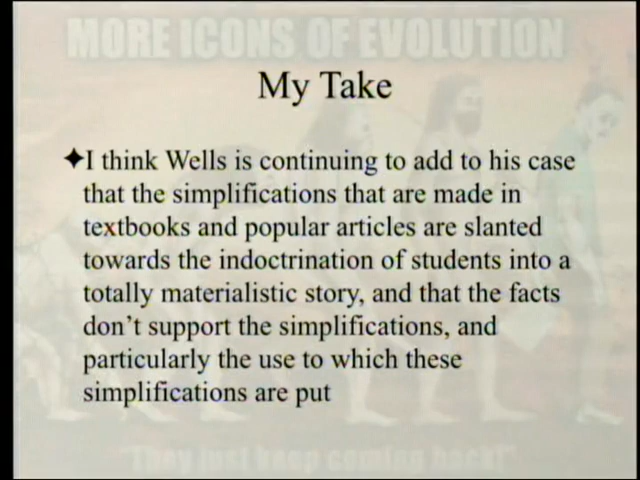 MORE ICONS OF EVOLUTION
My Take
✦I think Wells is continuing to add to his case
that the simplifications that are made in
textbooks and popular articles are slanted
towards the indoctrination of students into a
totally materialistic story, and that the facts
don't support the simplifications, and
particularly the use to which these
simplifications are put
"They just keep coming back!"